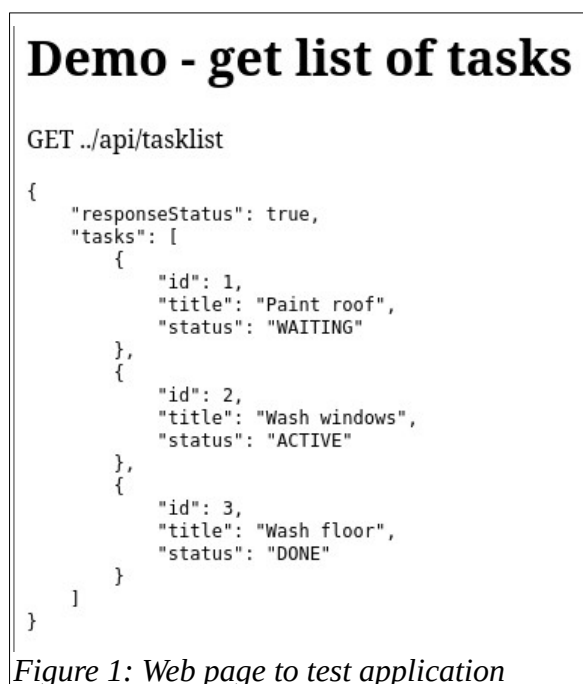 Demo - get list of tasks
GET ../api/tasklist
{
    "responseStatus": true,
    "tasks": [
        {
            "id": 1,
            "title": "Paint roof",
            "status": "WAITING"
        },
        {
            "id": 2,
            "title": "Wash windows",
            "status": "ACTIVE"
        },
        {
            "id": 3,
            "title": "Wash floor",
            "status": "DONE"
        }
    ]
}
Figure 1: Web page to test application